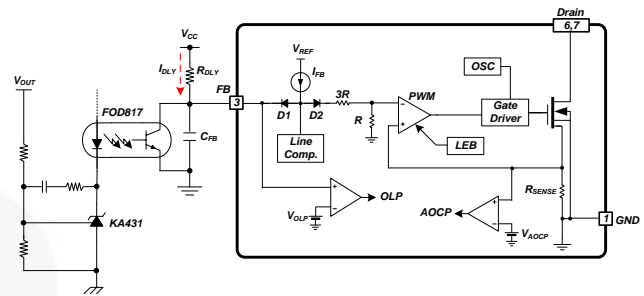 Drain
6,7
VCC
VREF
IDLY
RDLY
IFB
OSC
VOUT
FB
3R
PWM
3
FOD817
D1
D2
R
Gate
Driver
CFB
Line
Comp.
LEB
OLP
RSENSE
KA431
VOLP
AOCP
VAOCP
1
GND